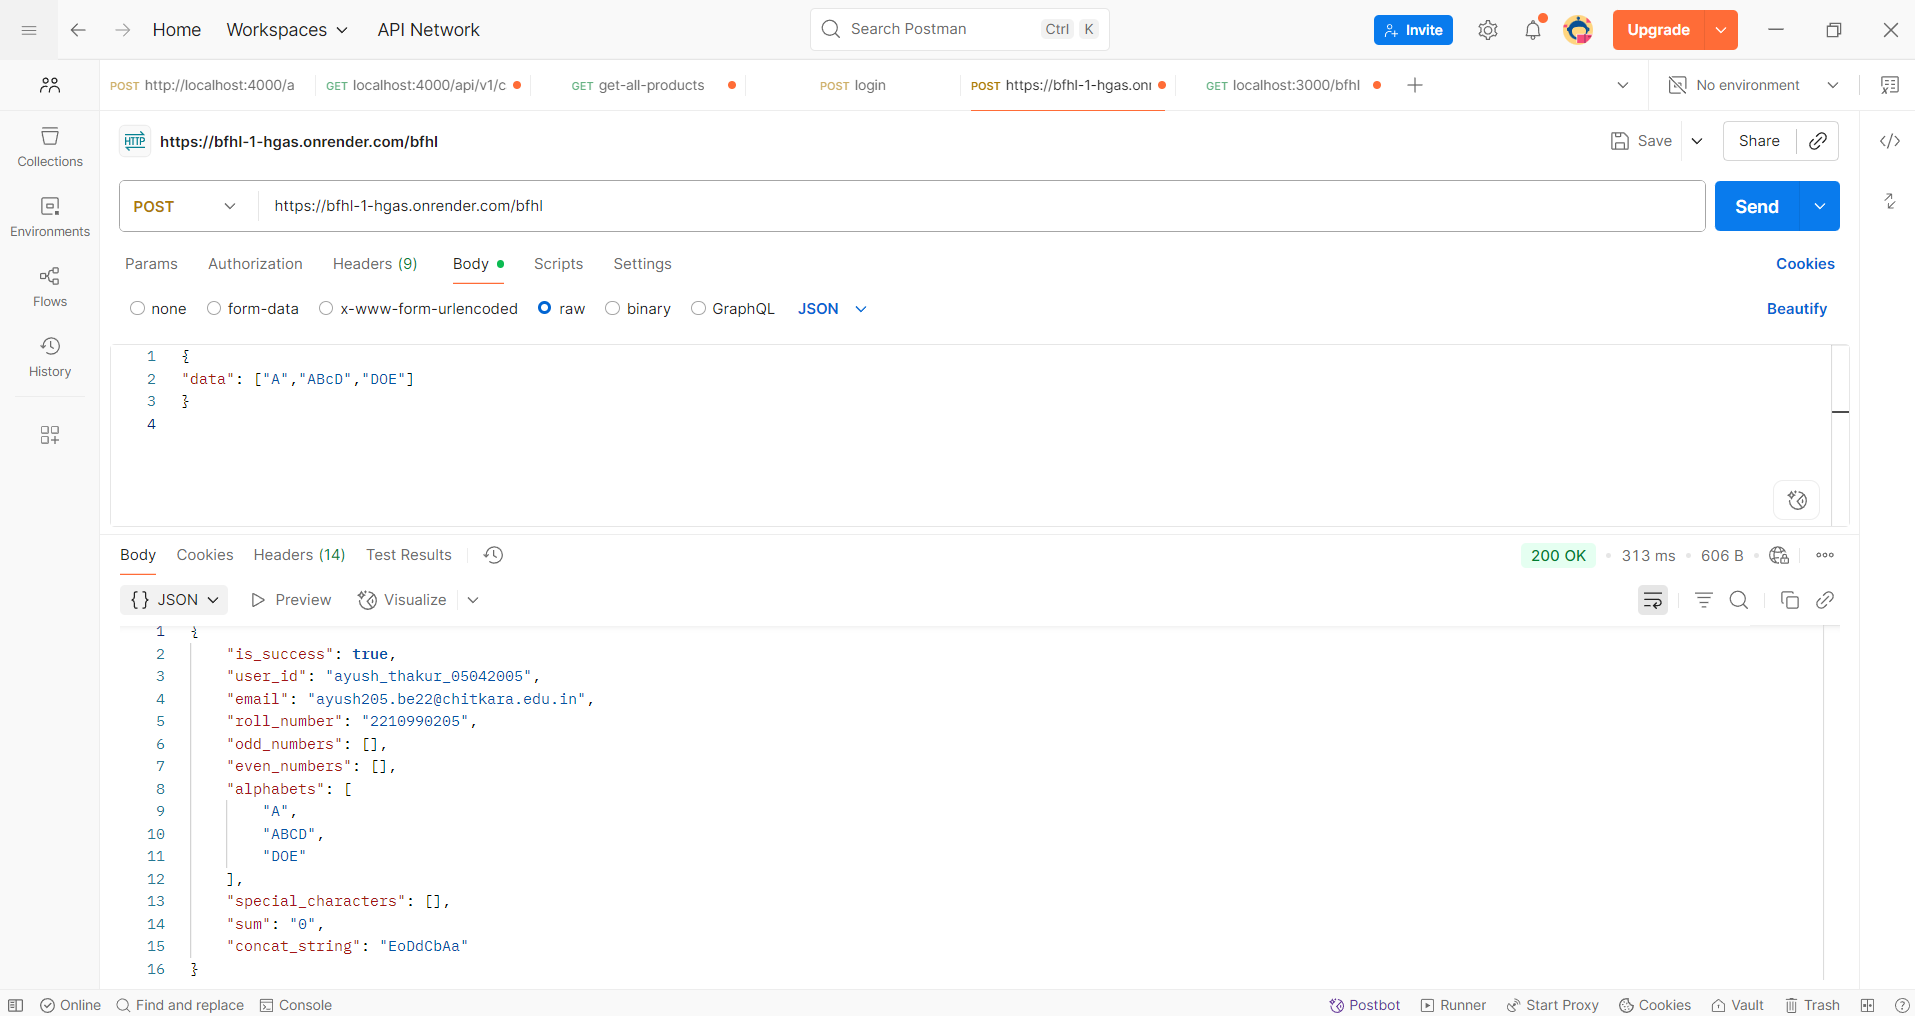 Home Workspaces API Network Search Postman Ctrl K Invite Upgrade
POST http://localhost:4000/a GET localhost:4000/api/v1/c GET get-all-products POST login POST https://bfhl-1-hgas.onr GET localhost:3000/bfhl No environment
HTTP https://bfhl-1-hgas.onrender.com/bfhl Save Share
POST https://bfhl-1-hgas.onrender.com/bfhl Send
Collections
Environments
Flows
History
Params Authorization Headers (9) Body Scripts Settings Cookies
none form-data x-www-form-urlencoded raw binary GraphQL JSON Beautify
1 {
2 "data": ["A","ABcD","DOE"]
3 }
4
Body Cookies Headers (14) Test Results 200 OK 313 ms 606 B
{} JSON Preview Visualize
1 {
2 "is_success": true,
3 "user_id": "ayush_thakur_05042005",
4 "email": "ayush205.be22@chitkara.edu.in",
5 "roll_number": "2210990205",
6 "odd_numbers": [],
7 "even_numbers": [],
8 "alphabets": [
9 "A",
10 "ABCD",
11 "DOE"
12 ],
13 "special_characters": [],
14 "sum": "0",
15 "concat_string": "EoDdCbAa"
16 }
Online Find and replace Console Postbot Runner Start Proxy Cookies Vault Trash